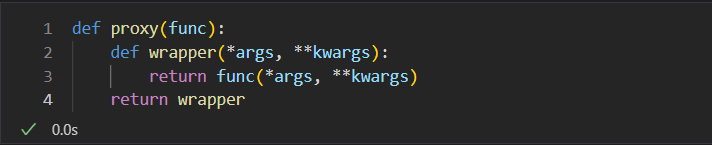 1 def proxy(func):
2     def wrapper(*args, **kwargs):
3         return func(*args, **kwargs)
4     return wrapper
0.0s